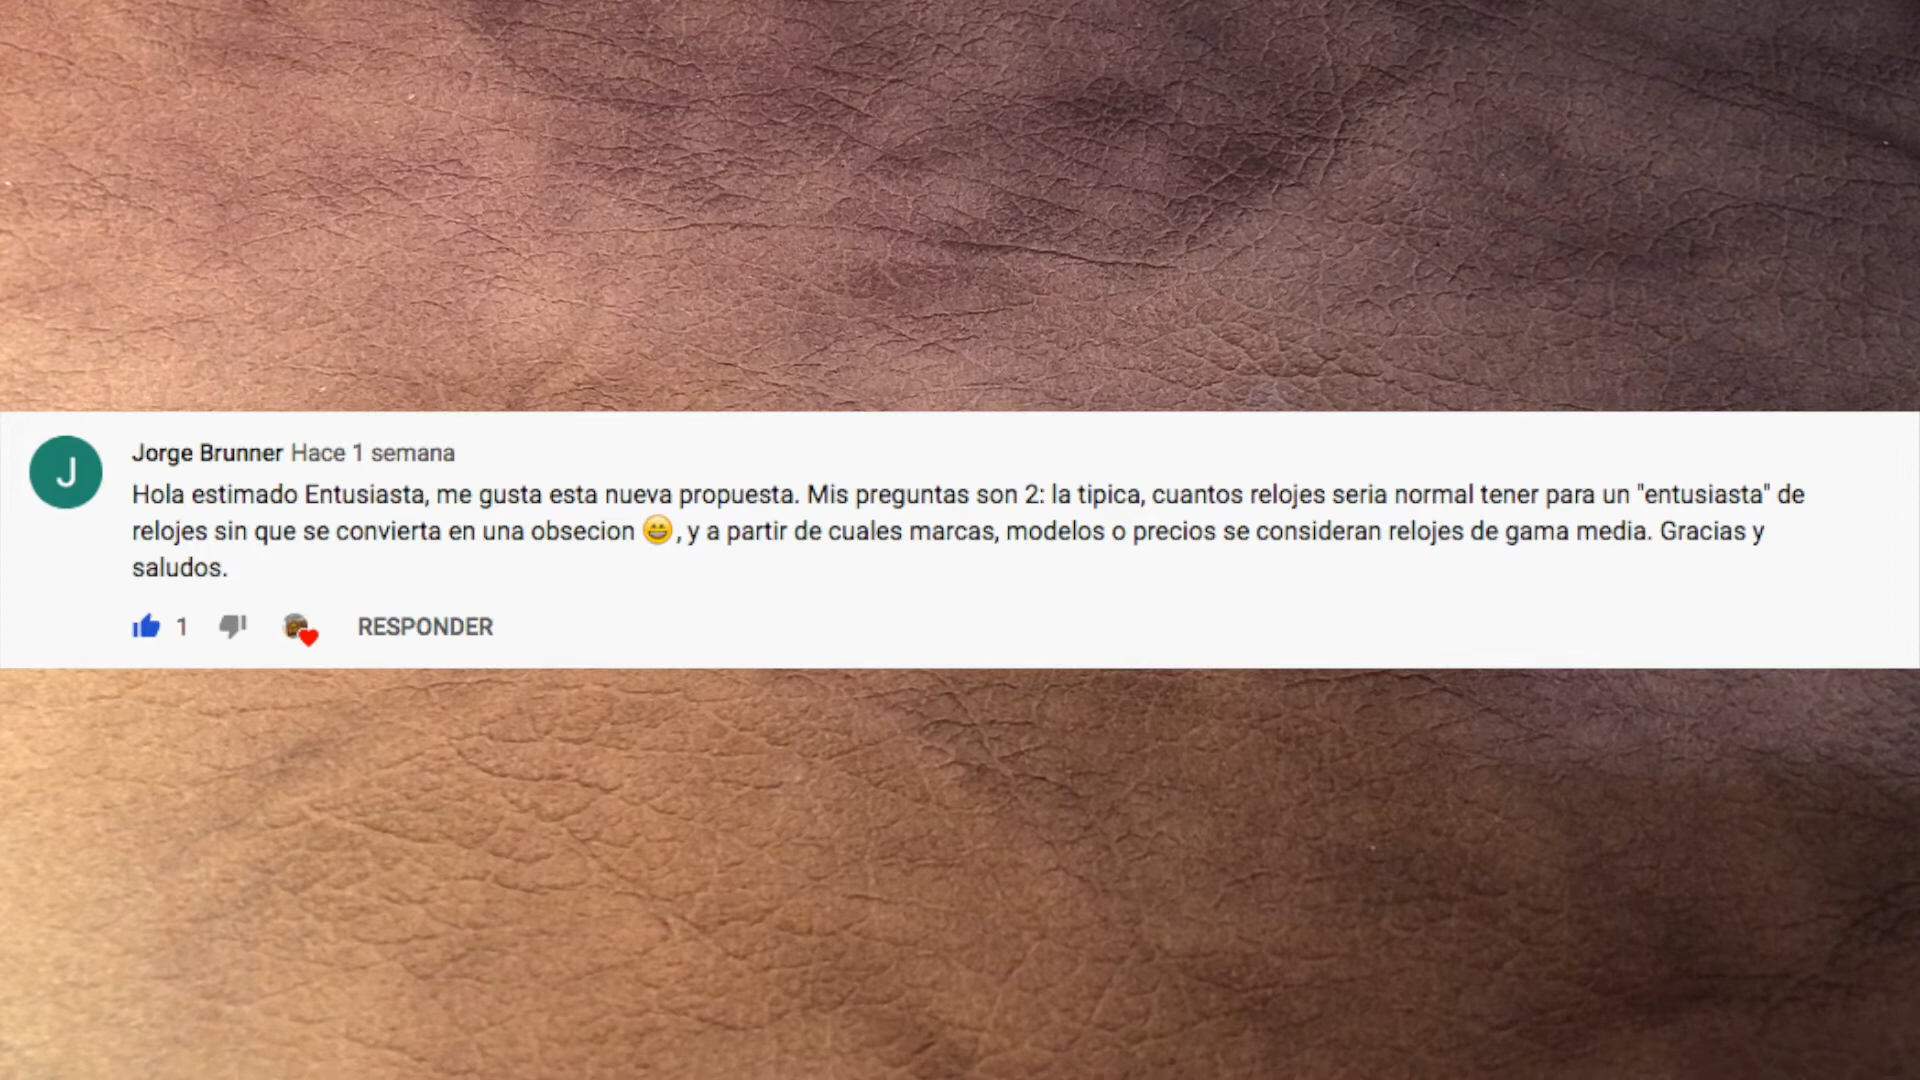 J
Jorge Brunner Hace 1 semana
Hola estimado Entusiasta, me gusta esta nueva propuesta. Mis preguntas son 2: la tipica, cuantos relojes seria normal tener para un "entusiasta" de
relojes sin que se convierta en una obsecion 😄, y a partir de cuales marcas, modelos o precios se consideran relojes de gama media. Gracias y
saludos.
1 RESPONDER